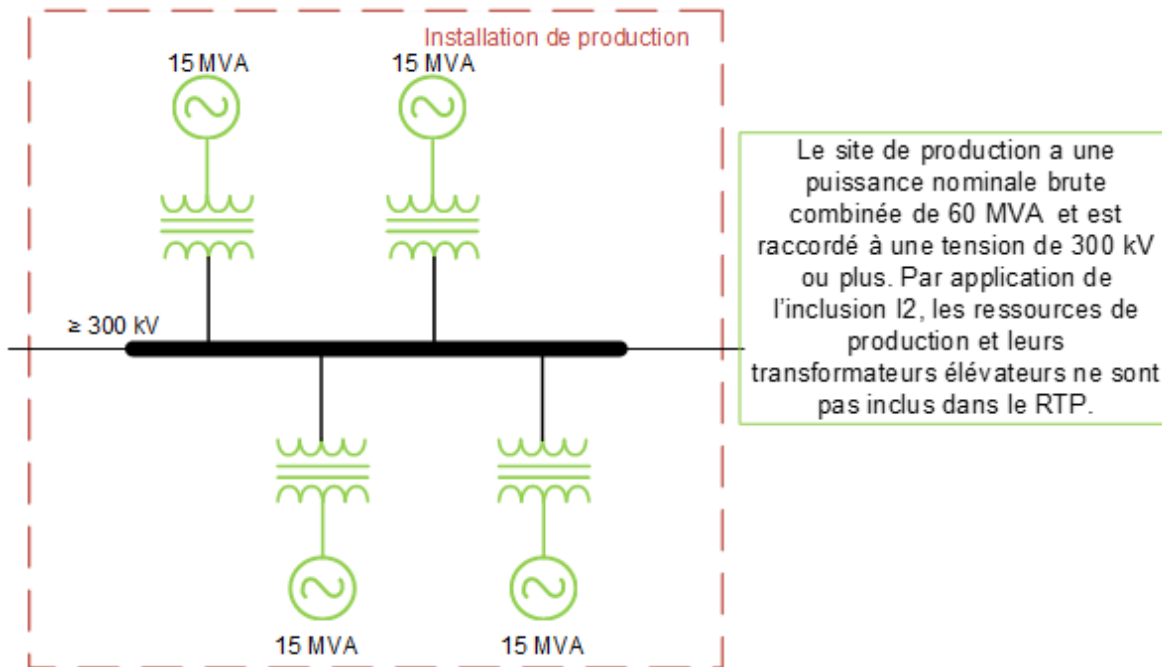 Installation de production
15 MVA
15 MVA
≥ 300 kV
15 MVA
15 MVA
Le site de production a une
puissance nominale brute
combinée de 60 MVA et est
raccordé à une tension de 300 kV
ou plus. Par application de
l'inclusion I2, les ressources de
production et leurs
transformateurs élévateurs ne sont
pas inclus dans le RTP.